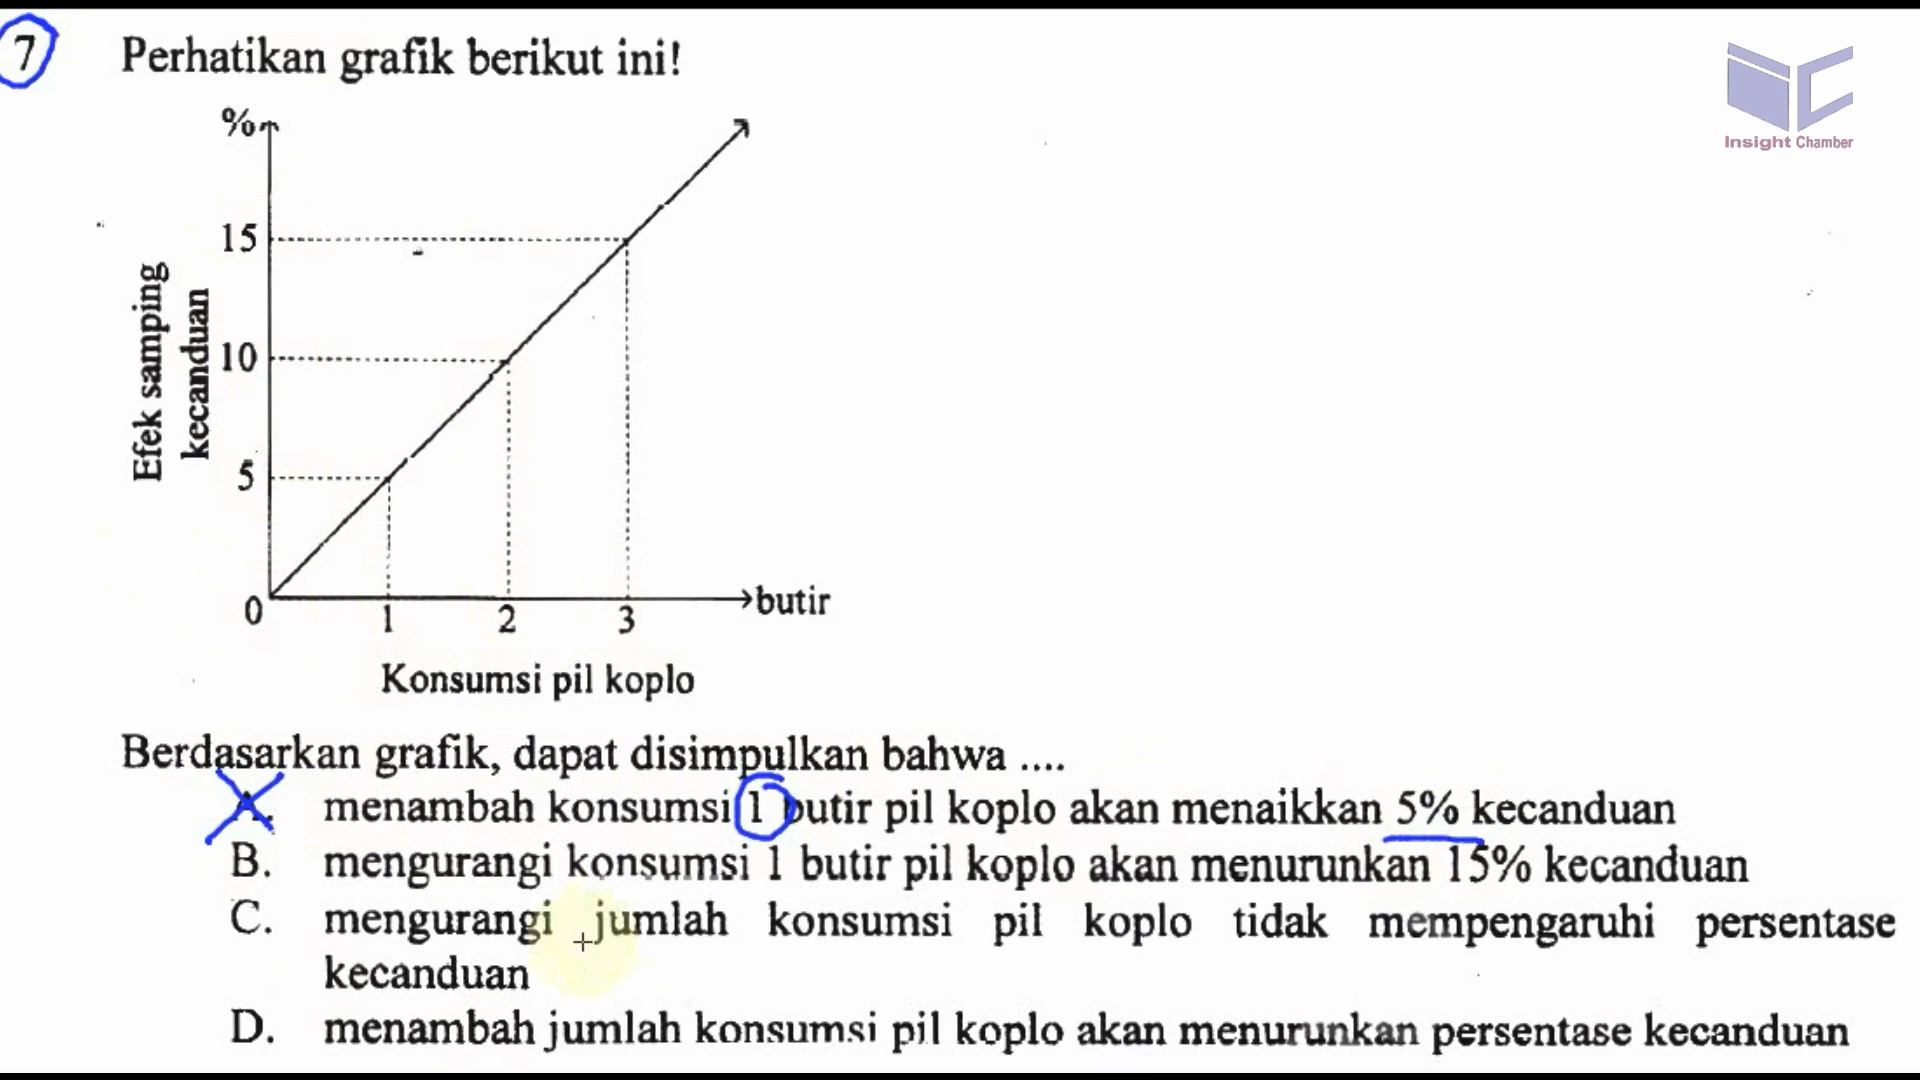 7 Perhatikan grafik berikut ini!
Insight Chamber
%
15
10
5
0
1 2 3
butir
Efek samping
kecanduan
Konsumsi pil koplo
Berdasarkan grafik, dapat disimpulkan bahwa ....
A. menambah konsumsi 1 butir pil koplo akan menaikkan 5% kecanduan
B. mengurangi konsumsi 1 butir pil koplo akan menurunkan 15% kecanduan
C. mengurangi jumlah konsumsi pil koplo tidak mempengaruhi persentase
kecanduan
D. menambah jumlah konsumsi pil koplo akan menurunkan persentase kecanduan